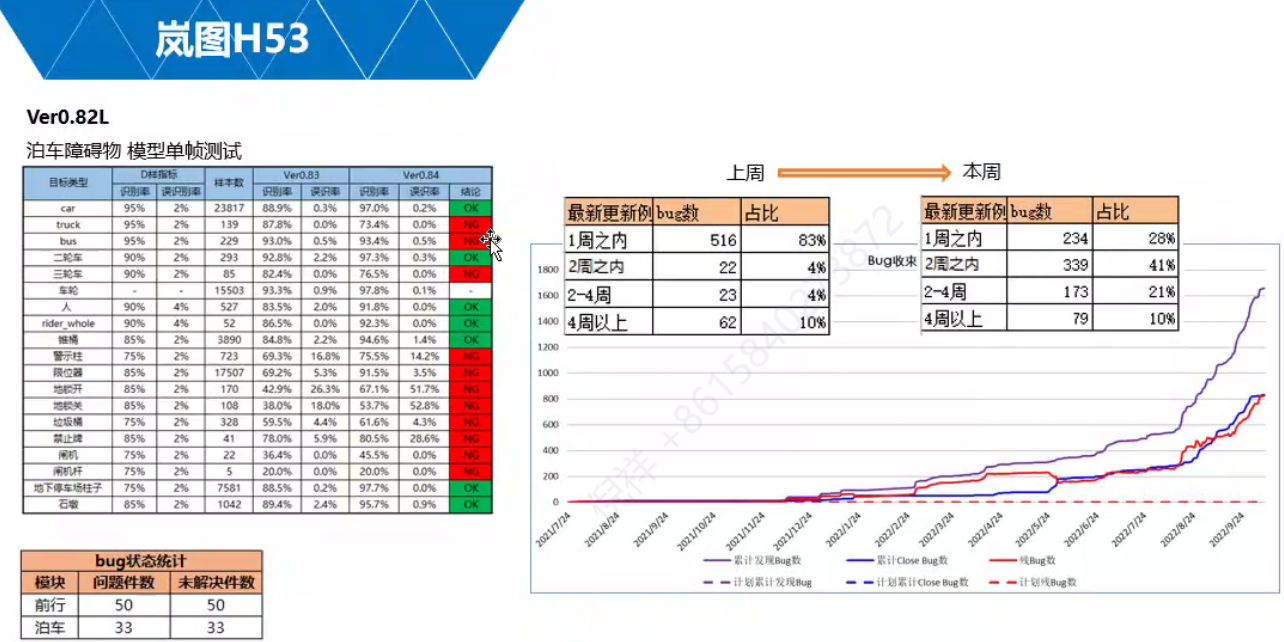 岚图H53
Ver0.82L
泊车障碍物 模型单帧测试
目标类型 D样指标 样本数 Ver0.83 Ver0.84
识别率 误识别率 识别率 误识率 识别率 误识率 结论
car 95% 2% 23817 88.9% 0.3% 97.0% 0.2% OK
truck 95% 2% 139 87.8% 0.0% 73.4% 0.0% NG
bus 95% 2% 229 93.0% 0.5% 93.4% 0.5% NG
二轮车 90% 2% 293 92.8% 2.2% 97.3% 0.3% OK
三轮车 90% 2% 85 82.4% 0.0% 76.5% 0.0% NG
车轮 - - 15503 93.3% 0.9% 97.8% 0.1% -
人 90% 4% 527 83.5% 2.0% 91.8% 0.0% OK
rider_whole 90% 4% 52 86.5% 0.0% 92.3% 0.0% OK
锥桶 85% 2% 3890 84.8% 2.2% 94.6% 1.4% OK
警示柱 75% 2% 723 69.3% 16.8% 75.5% 14.2% NG
限位器 85% 2% 17507 69.2% 5.3% 91.5% 3.5% NG
地锁开 85% 2% 170 42.9% 26.3% 67.1% 51.7% NG
地锁关 85% 2% 108 38.0% 18.0% 53.7% 52.8% NG
垃圾桶 75% 2% 328 59.5% 4.4% 61.6% 4.3% NG
禁止牌 85% 2% 41 78.0% 5.9% 80.5% 28.6% NG
闸机 75% 2% 22 36.4% 0.0% 45.5% 0.0% NG
闸机杆 75% 2% 5 20.0% 0.0% 20.0% 0.0% NG
地下停车场柱子 75% 2% 7581 88.5% 0.2% 97.7% 0.0% OK
石墩 85% 2% 1042 89.4% 2.4% 95.7% 0.9% OK
bug状态统计
模块 问题件数 未解决件数
前行 50 50
泊车 33 33
上周 本周
最新更新例 bug数 占比
1周之内 516 83%
2周之内 22 4%
2-4周 23 4%
4周以上 62 10%
最新更新例 bug数 占比
1周之内 234 28%
2周之内 339 41%
2-4周 173 21%
4周以上 79 10%
Bug收束
1800
1600
1400
1200
1000
800
600
400
200
0
2021/7/24 2021/8/24 2021/9/24 2021/10/24 2021/11/24 2021/12/24 2022/1/24 2022/2/24 2022/3/24 2022/4/24 2022/5/24 2022/6/24 2022/7/24 2022/8/24 2022/9/24
累计发现Bug数 累计Close Bug数 残Bug数
计划累计发现Bug 计划累计Close Bug数 计划残Bug数